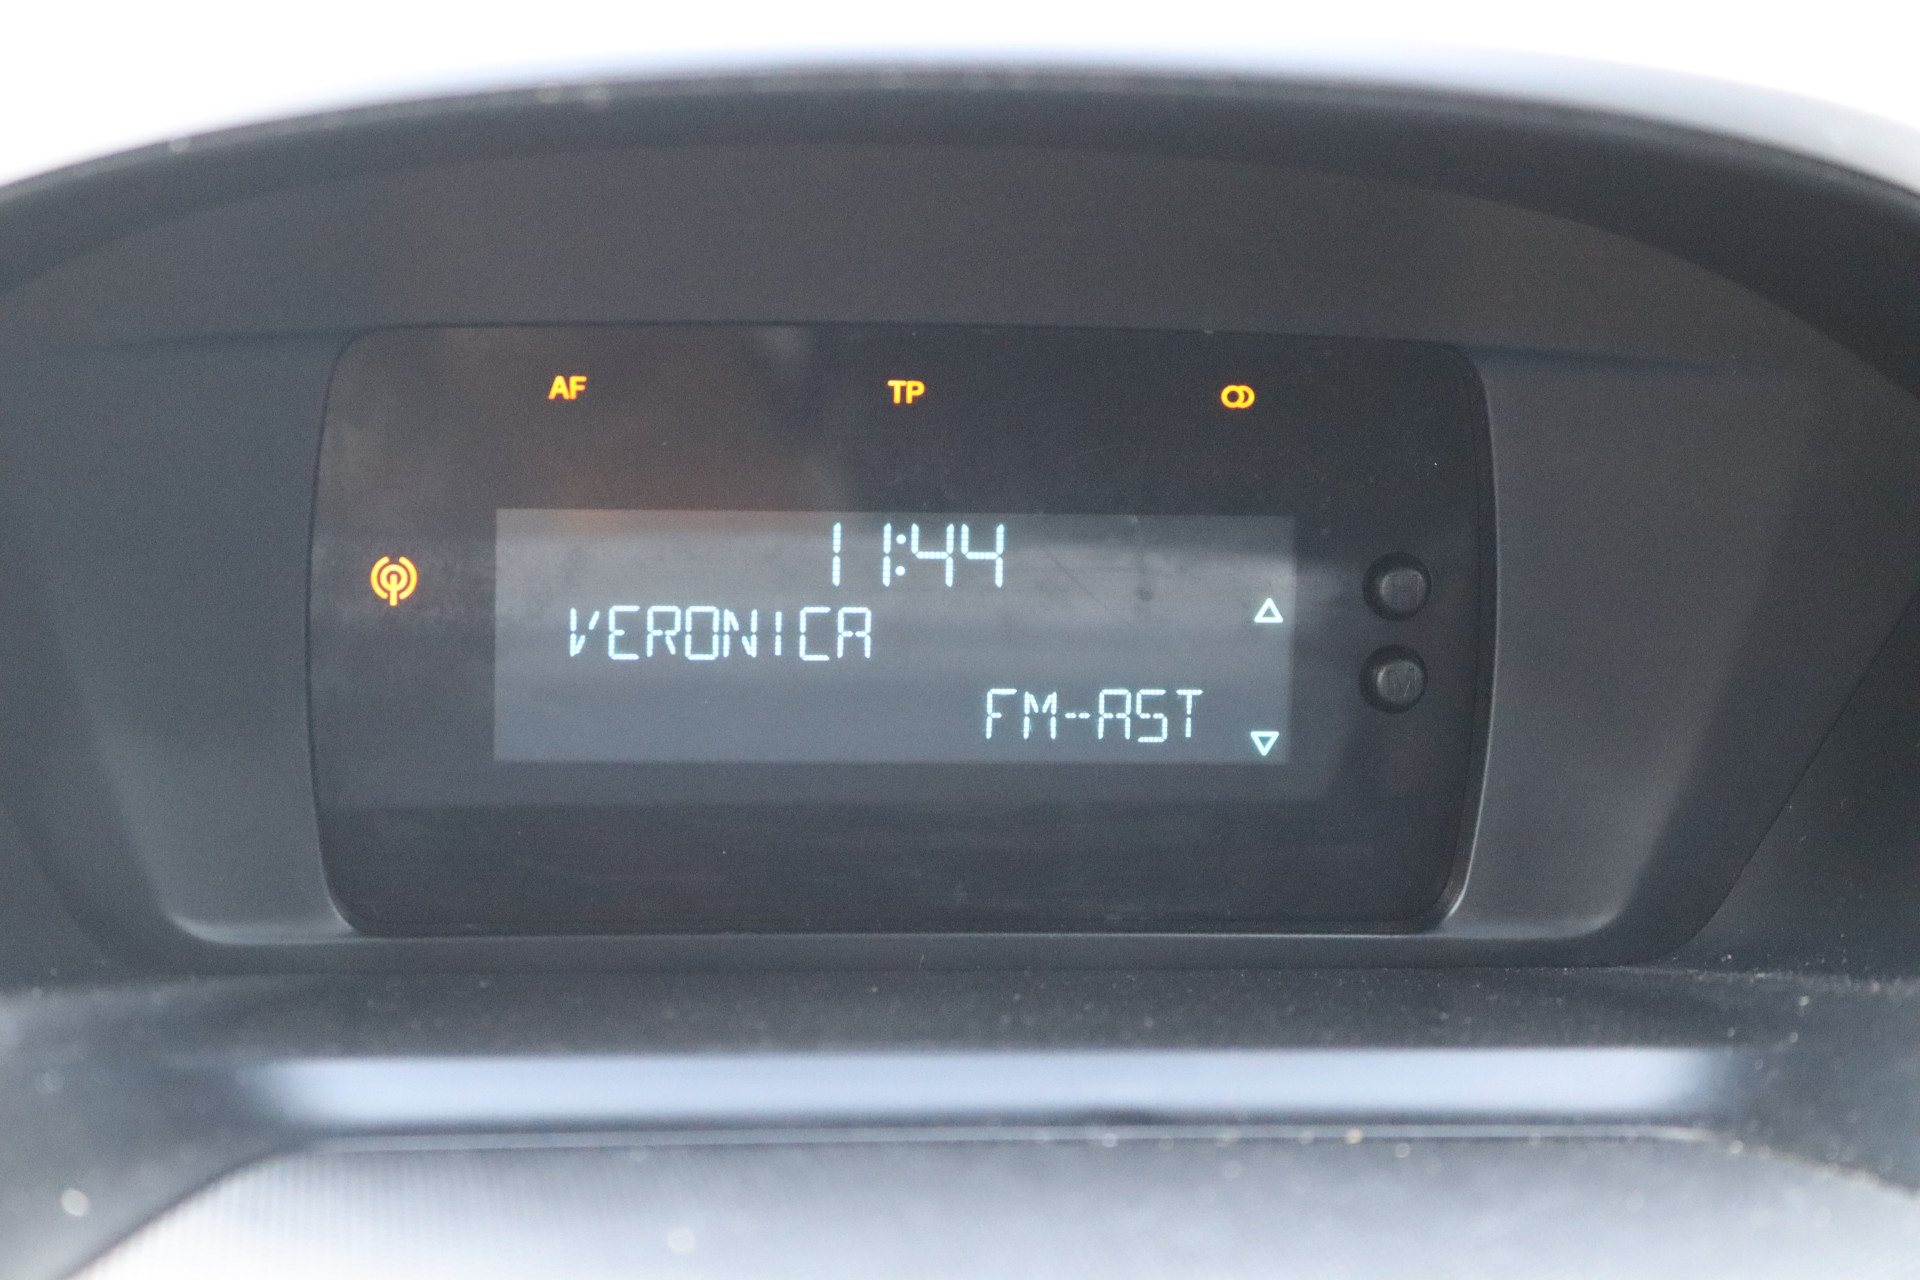 AF TP
11:44
VERONICA
FM-AST
M